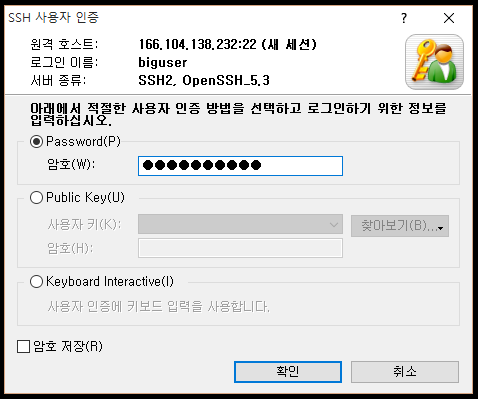 SSH 사용자 인증
원격 호스트: 166.104.138.232:22 (새 세션)
로그인 이름: biguser
서버 종류: SSH2, OpenSSH_5.3
아래에서 적절한 사용자 인증 방법을 선택하고 로그인하기 위한 정보를
입력하십시오.
Password(P)
암호(W): ●●●●●●●●●●
Public Key(U)
사용자 키(K):
찾아보기(B)...
암호(H):
Keyboard Interactive(I)
사용자 인증에 키보드 입력을 사용합니다.
암호 저장(R)
확인
취소